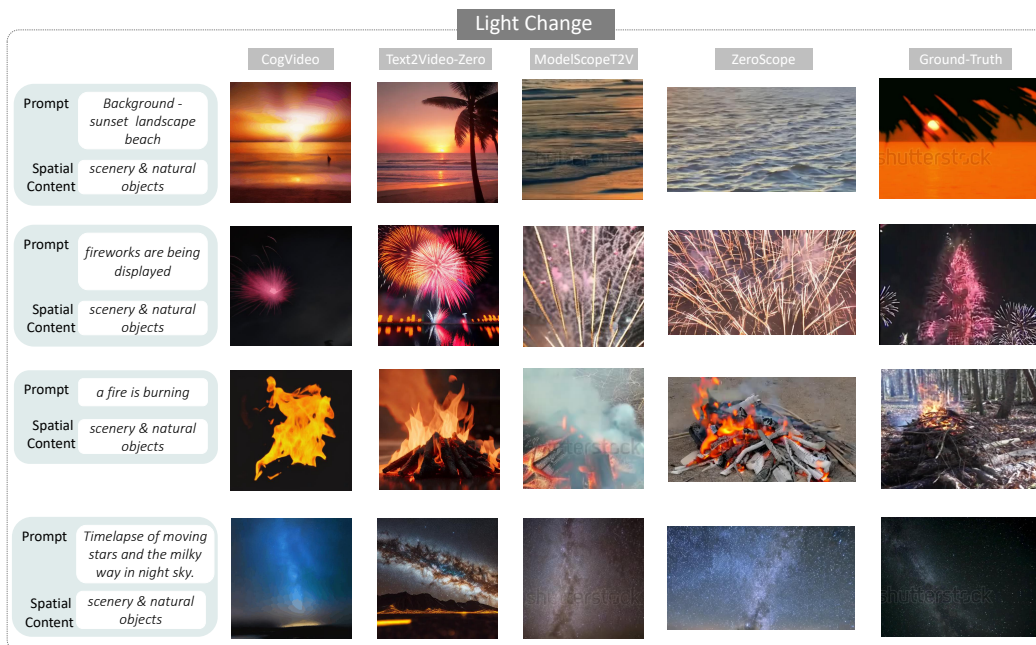 Light Change
CogVideo
Text2Video-Zero
ModelScopeT2V
ZeroScope
Ground-Truth
Prompt
Background -
sunset landscape
beach
Spatial
Content
scenery & natural
objects
shutterstock
shutterstock
Prompt
fireworks are being
displayed
Spatial
Content
scenery & natural
objects
Prompt
a fire is burning
Spatial
Content
scenery & natural
objects
shutterstock
shutterstock
Prompt
Timelapse of moving
stars and the milky
way in night sky.
Spatial
Content
scenery & natural
objects
shutterstock
shutterstock